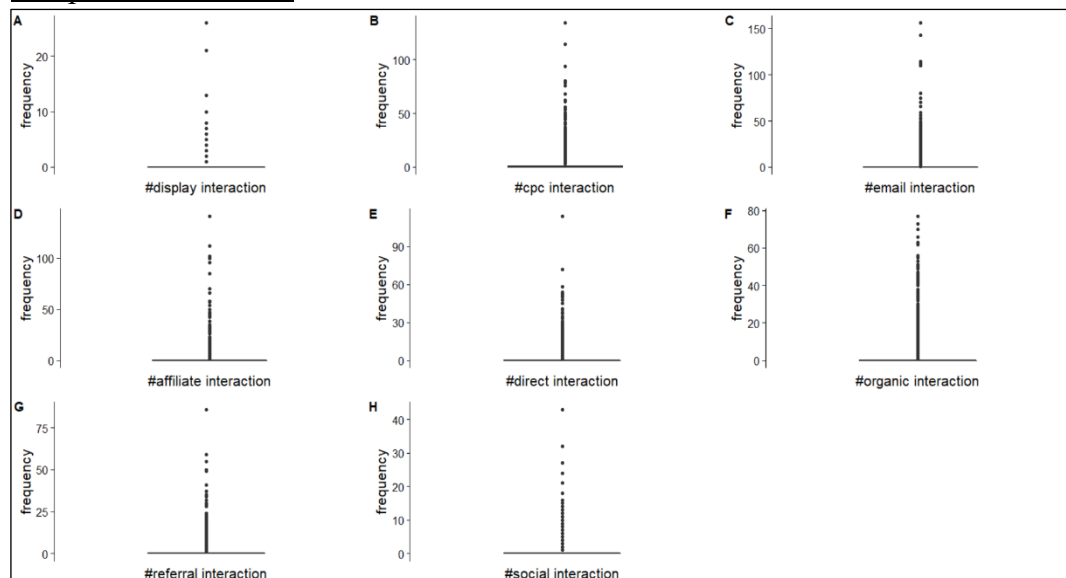 A
frequency
20
10
0
#display interaction
B
frequency
100
50
0
#cpc interaction
C
frequency
150
100
50
0
#email interaction
D
frequency
100
50
0
#affiliate interaction
E
frequency
90
60
30
0
#direct interaction
F
frequency
80
60
40
20
0
#organic interaction
G
frequency
75
50
25
0
#referral interaction
H
frequency
40
30
20
10
0
#social interaction